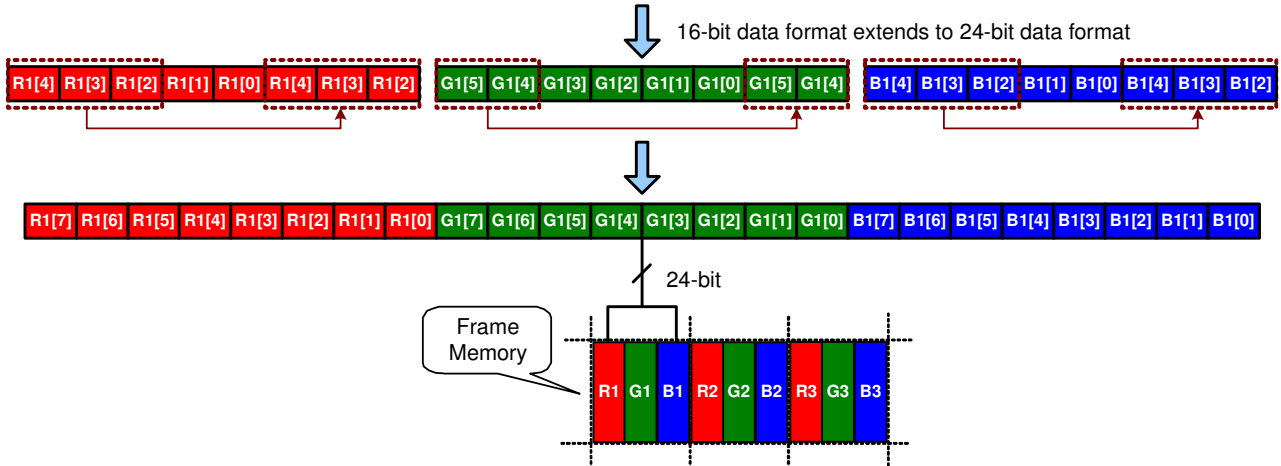 16-bit data format extends to 24-bit data format
R1[4] R1[3] R1[2] R1[1] R1[0] R1[4] R1[3] R1[2] G1[5] G1[4] G1[3] G1[2] G1[1] G1[0] G1[5] G1[4] B1[4] B1[3] B1[2] B1[1] B1[0] B1[4] B1[3] B1[2]
R1[7] R1[6] R1[5] R1[4] R1[3] R1[2] R1[1] R1[0] G1[7] G1[6] G1[5] G1[4] G1[3] G1[2] G1[1] G1[0] B1[7] B1[6] B1[5] B1[4] B1[3] B1[2] B1[1] B1[0]
24-bit
Frame
Memory
R1 G1 B1 R2 G2 B2 R3 G3 B3